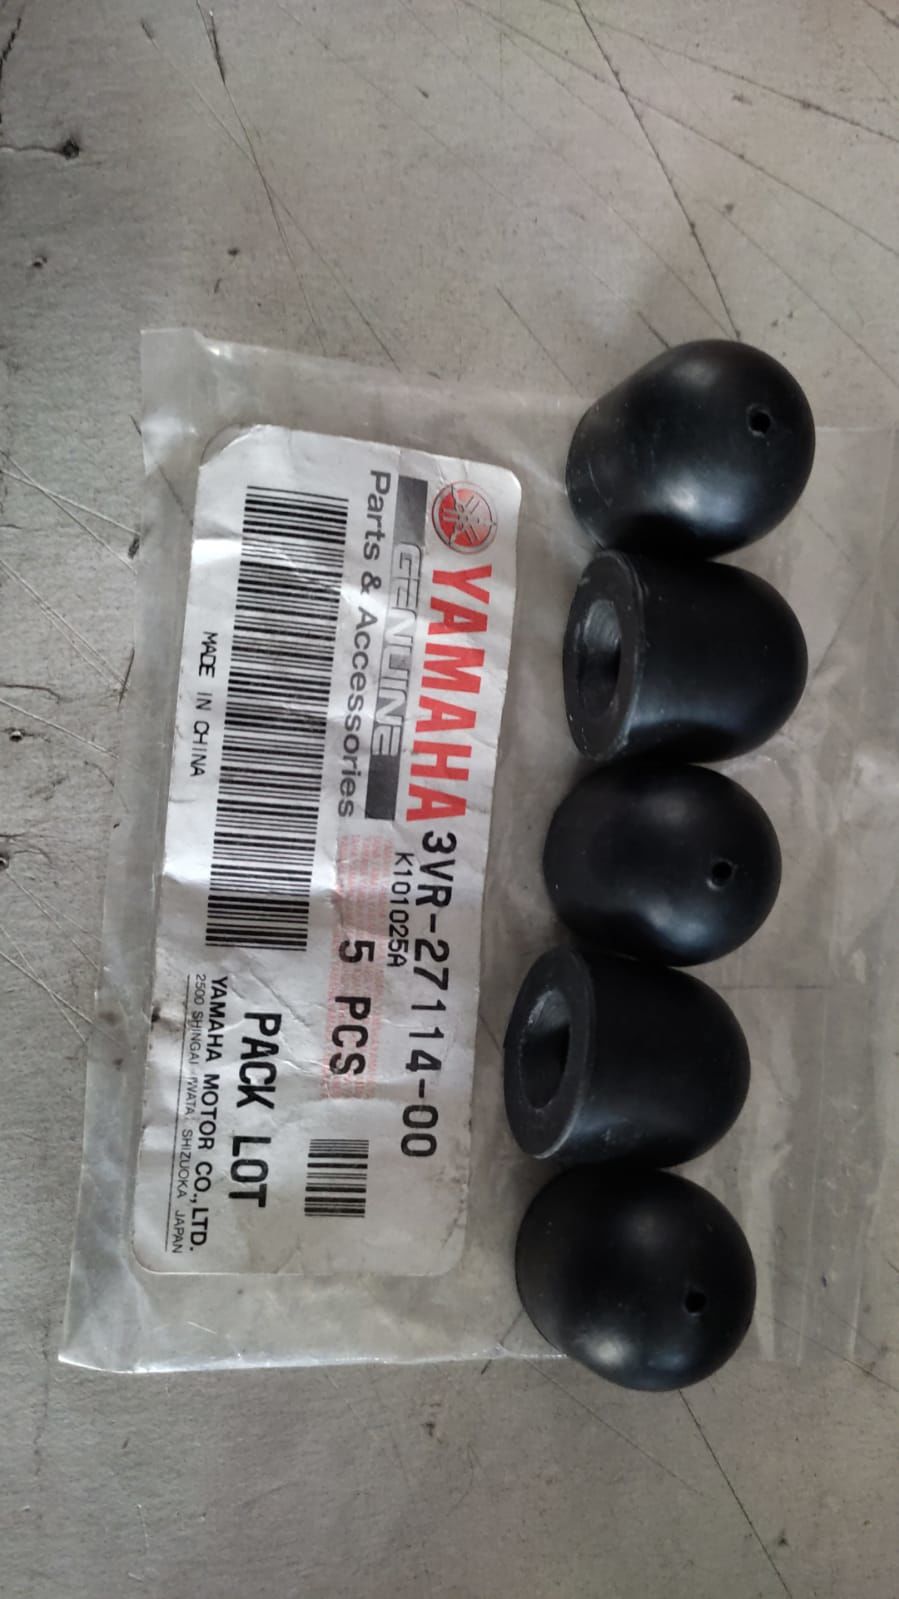 YAMAHA 3VR-27114-00
GENUINE K101025A
Parts & Accessories 5 PCS
PACK LOT
MADE IN CHINA
YAMAHA MOTOR CO., LTD.
2500 SHINGAI IWATA SHIZUOKA JAPAN